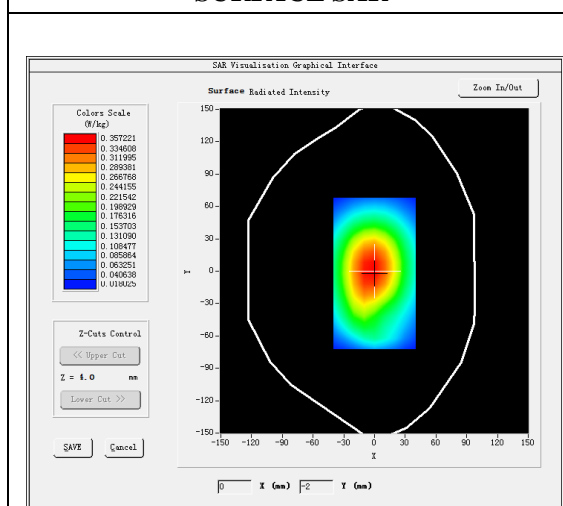 SURFACE SAR
SAR Visualisation Graphical Interface
Surface Radiated Intensity
Zoom In/Out
Colors Scale
(W/kg)
0.357221
0.334608
0.311995
0.289381
0.266768
0.244155
0.221542
0.198929
0.176316
0.153703
0.131090
0.108477
0.085864
0.063251
0.040638
0.018025
Z-Cuts Control
<< Upper Cut
Z = 4.0 mm
Lower Cut >>
SAVE
Cancel
150
120
90
60
30
0
-30
-60
-90
-120
-150
Y
-150 -120 -90 -60 -30 0 30 60 90 120 150
X
0 X (mm) -2 Y (mm)